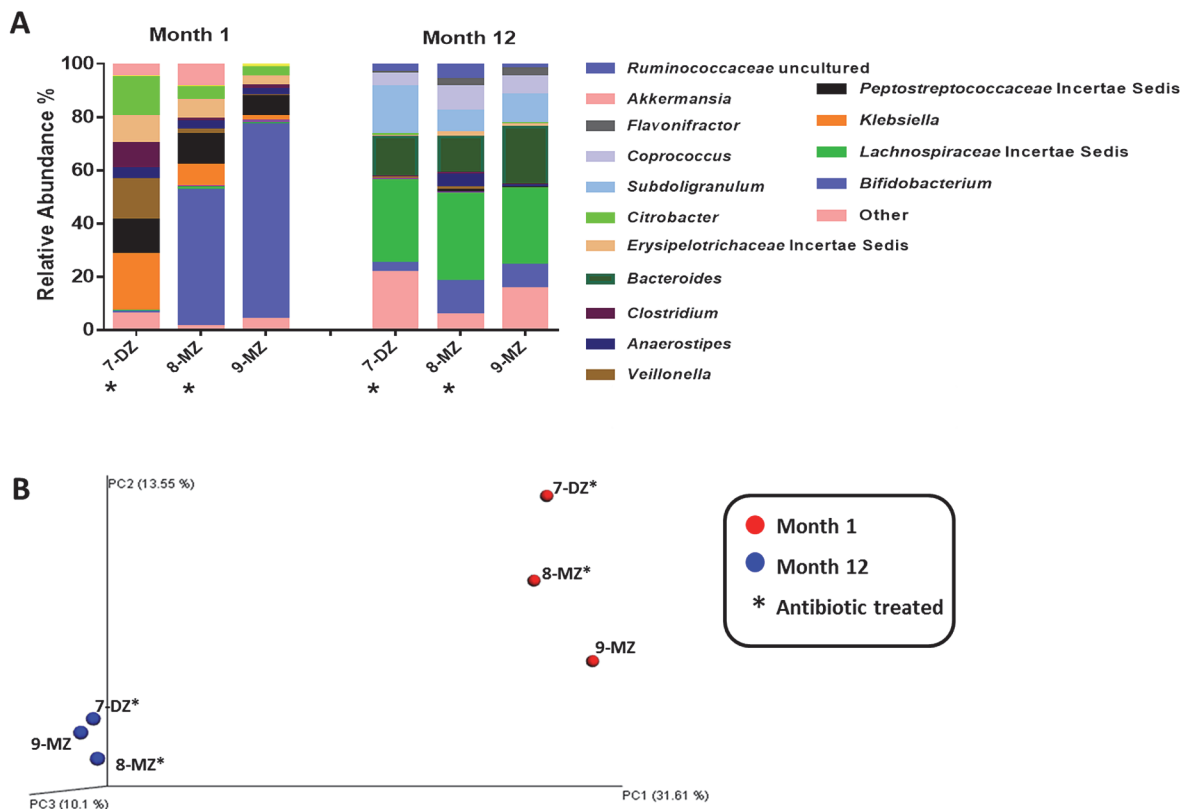 A
Month 1
Month 12
Relative Abundance %
100
80
60
40
20
0
7-DZ
8-MZ
9-MZ
7-DZ
8-MZ
9-MZ
*
*
*
*
Ruminococcaceae uncultured
Akkermansia
Flavonifractor
Coprococcus
Subdoligranulum
Citrobacter
Erysipelotrichaceae Incertae Sedis
Bacteroides
Clostridium
Anaerostipes
Veillonella
Peptostreptococcaceae Incertae Sedis
Klebsiella
Lachnospiraceae Incertae Sedis
Bifidobacterium
Other
B
PC2 (13.55 %)
7-DZ*
8-MZ*
9-MZ
7-DZ*
9-MZ
8-MZ*
PC3 (10.1 %)
PC1 (31.61 %)
Month 1
Month 12
* Antibiotic treated